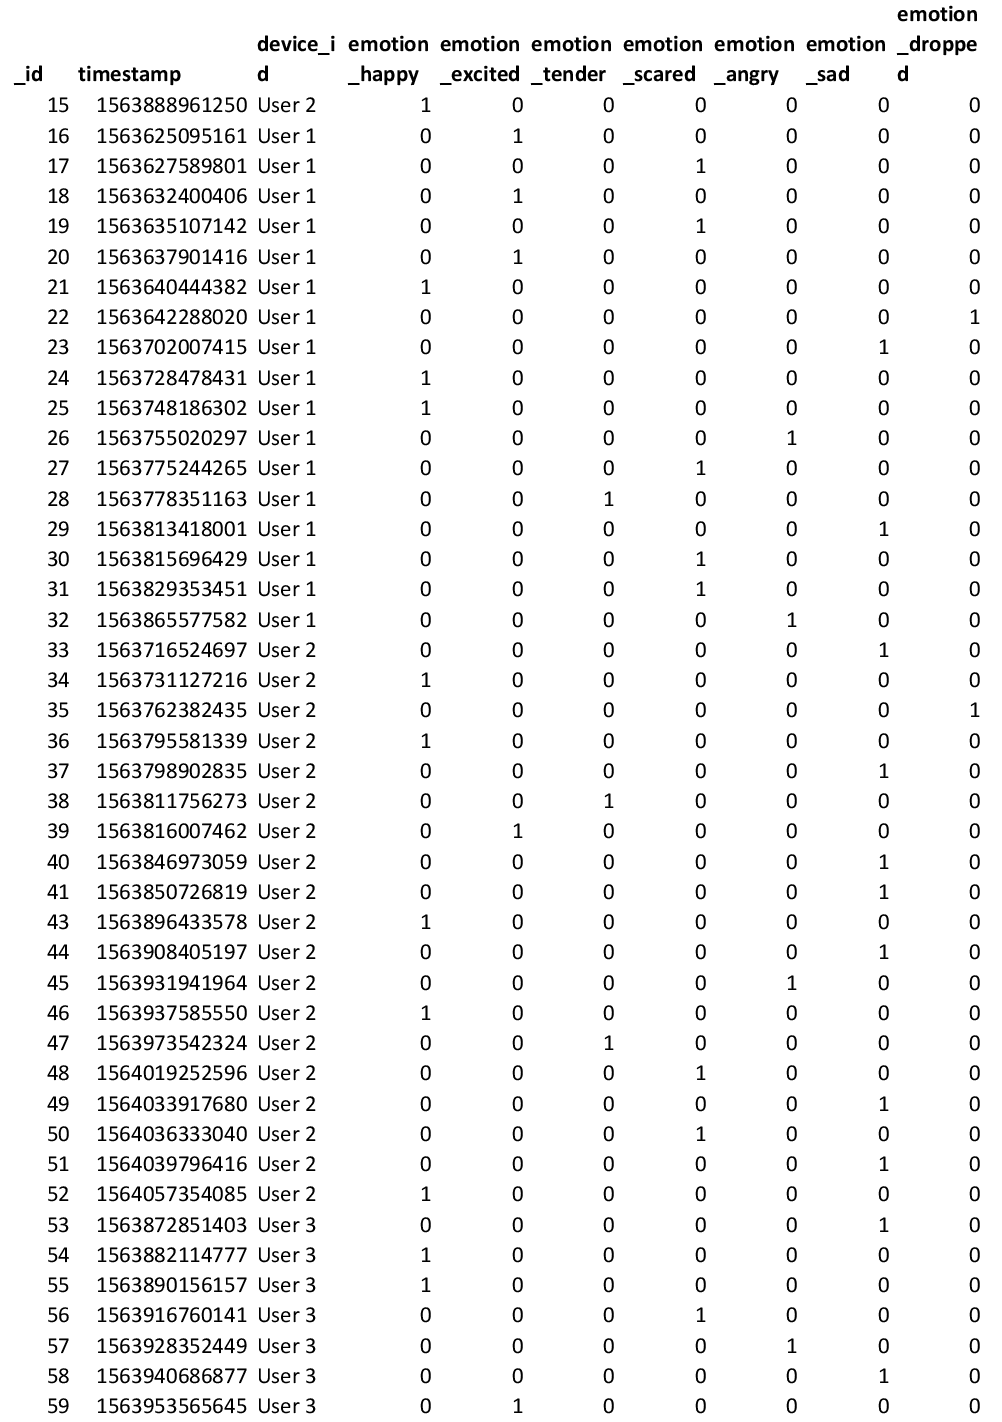 emotion
device_i emotion emotion emotion emotion emotion emotion _droppe
_id timestamp d _happy _excited _tender _scared _angry _sad d
15 1563888961250 User 2 1 0 0 0 0 0 0
16 1563625095161 User 1 0 1 0 0 0 0 0
17 1563627589801 User 1 0 0 0 1 0 0 0
18 1563632400406 User 1 0 1 0 0 0 0 0
19 1563635107142 User 1 0 0 0 1 0 0 0
20 1563637901416 User 1 0 1 0 0 0 0 0
21 1563640444382 User 1 1 0 0 0 0 0 0
22 1563642288020 User 1 0 0 0 0 0 0 1
23 1563702007415 User 1 0 0 0 0 0 1 0
24 1563728478431 User 1 1 0 0 0 0 0 0
25 1563748186302 User 1 1 0 0 0 0 0 0
26 1563755020297 User 1 0 0 0 0 1 0 0
27 1563775244265 User 1 0 0 0 1 0 0 0
28 1563778351163 User 1 0 0 1 0 0 0 0
29 1563813418001 User 1 0 0 0 0 0 1 0
30 1563815696429 User 1 0 0 0 1 0 0 0
31 1563829353451 User 1 0 0 0 1 0 0 0
32 1563865577582 User 1 0 0 0 0 1 0 0
33 1563716524697 User 2 0 0 0 0 0 1 0
34 1563731127216 User 2 1 0 0 0 0 0 0
35 1563762382435 User 2 0 0 0 0 0 0 1
36 1563795581339 User 2 1 0 0 0 0 0 0
37 1563798902835 User 2 0 0 0 0 0 1 0
38 1563811756273 User 2 0 0 1 0 0 0 0
39 1563816007462 User 2 0 1 0 0 0 0 0
40 1563846973059 User 2 0 0 0 0 0 1 0
41 1563850726819 User 2 0 0 0 0 0 1 0
43 1563896433578 User 2 1 0 0 0 0 0 0
44 1563908405197 User 2 0 0 0 0 0 1 0
45 1563931941964 User 2 0 0 0 0 1 0 0
46 1563937585550 User 2 1 0 0 0 0 0 0
47 1563973542324 User 2 0 0 1 0 0 0 0
48 1564019252596 User 2 0 0 0 1 0 0 0
49 1564033917680 User 2 0 0 0 0 0 1 0
50 1564036333040 User 2 0 0 0 1 0 0 0
51 1564039796416 User 2 0 0 0 0 0 1 0
52 1564057354085 User 2 1 0 0 0 0 0 0
53 1563872851403 User 3 0 0 0 0 0 1 0
54 1563882114777 User 3 1 0 0 0 0 0 0
55 1563890156157 User 3 1 0 0 0 0 0 0
56 1563916760141 User 3 0 0 0 1 0 0 0
57 1563928352449 User 3 0 0 0 0 1 0 0
58 1563940686877 User 3 0 0 0 0 0 1 0
59 1563953565645 User 3 0 1 0 0 0 0 0